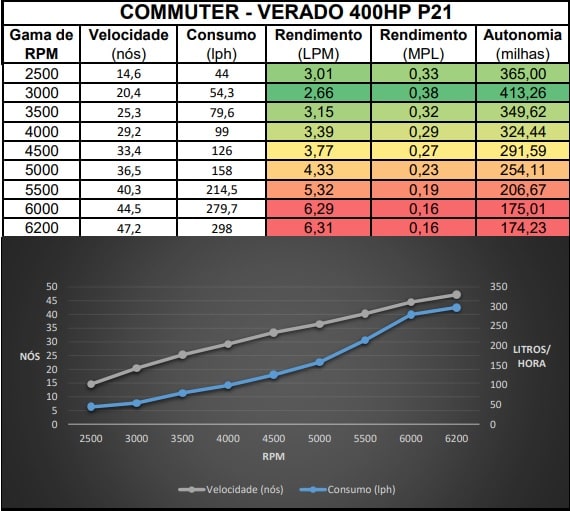 COMMUTER - VERADO 400HP P21
Gama de RPM Velocidade (nós) Consumo (lph) Rendimento (LPM) Rendimento (MPL) Autonomia (milhas)
2500 14,6 44 3,01 0,33 365,00
3000 20,4 54,3 2,66 0,38 413,26
3500 25,3 79,6 3,15 0,32 349,62
4000 29,2 99 3,39 0,29 324,44
4500 33,4 126 3,77 0,27 291,59
5000 36,5 158 4,33 0,23 254,11
5500 40,3 214,5 5,32 0,19 206,67
6000 44,5 279,7 6,29 0,16 175,01
6200 47,2 298 6,31 0,16 174,23
50 350
45 300
40 250
35 200
30 150
25 100
20 50
15 0
10
5
0
NÓS
LITROS/
HORA
2500 3000 3500 4000 4500 5000 5500 6000 6200
RPM
Velocidade (nós) Consumo (lph)